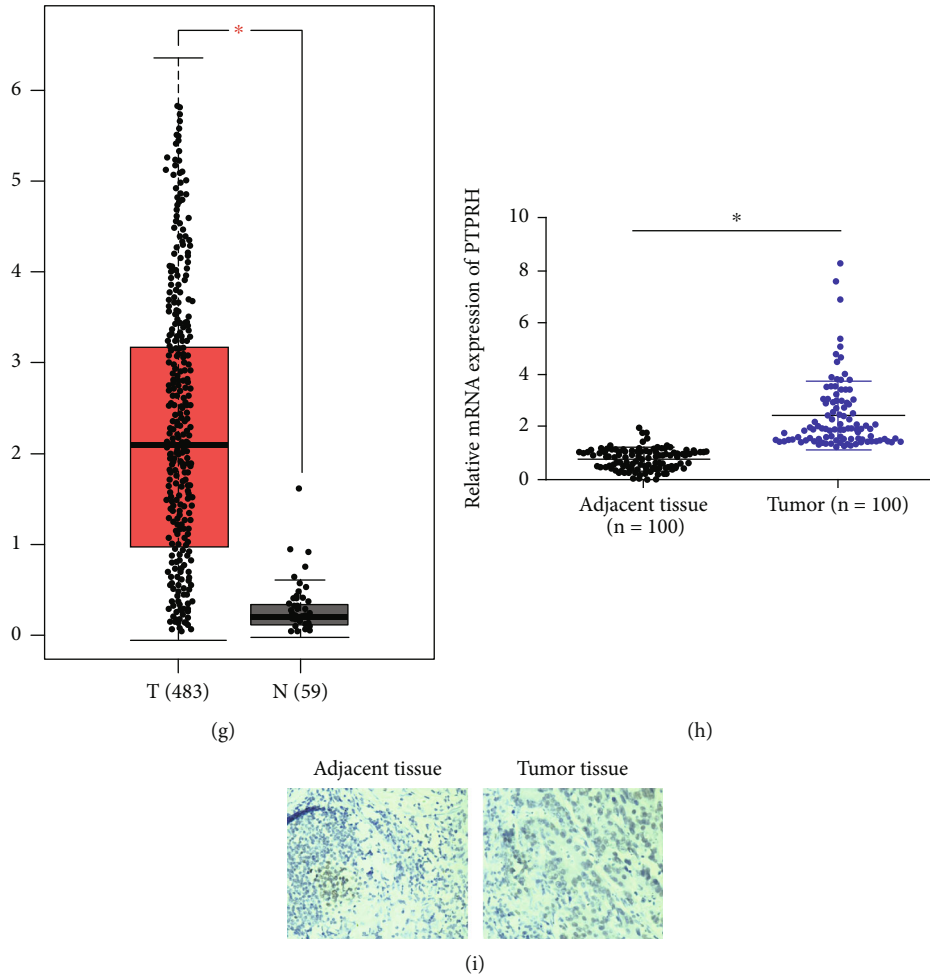 *
6
5
4
3
2
1
0
T (483)
N (59)
(g)
Relative mRNA expression of PTPRH
10
8
6
4
2
0
*
Adjacent tissue
(n = 100)
Tumor (n = 100)
(h)
Adjacent tissue
Tumor tissue
(i)